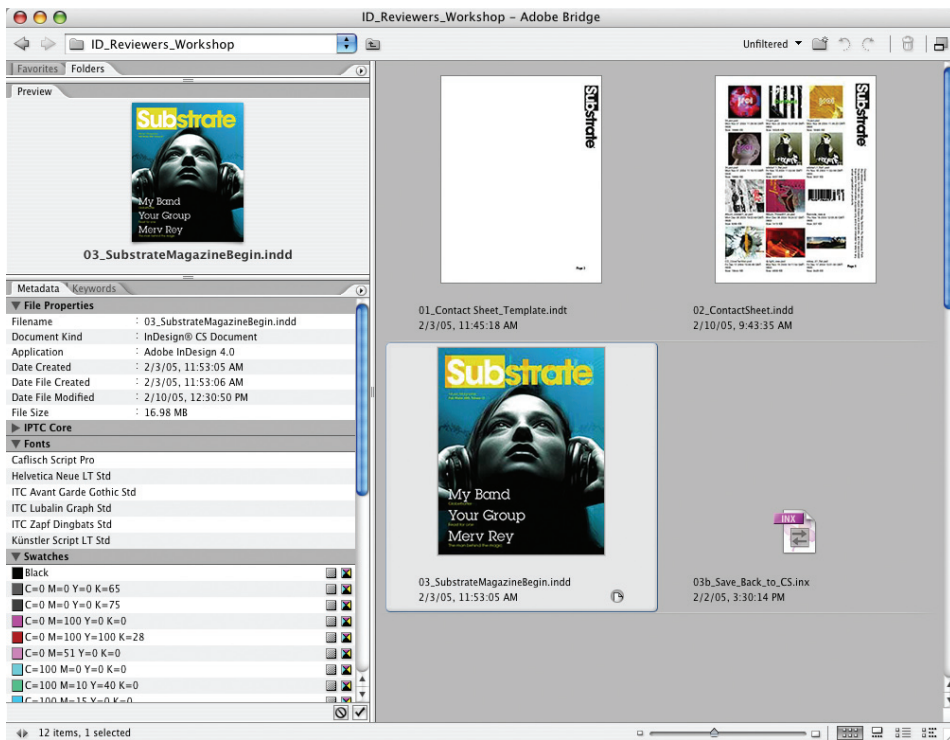 ID_Reviewers_Workshop – Adobe Bridge
ID_Reviewers_Workshop
Unfiltered
Favorites Folders
Preview
Substrate
My Band
Your Group
Merv Rey
03_SubstrateMagazineBegin.indd
Metadata Keywords
File Properties
Filename : 03_SubstrateMagazineBegin.indd
Document Kind : InDesign® CS Document
Application : Adobe InDesign 4.0
Date Created : 2/3/05, 11:53:05 AM
Date File Created : 2/3/05, 11:53:06 AM
Date File Modified : 2/10/05, 12:30:50 PM
File Size : 16.98 MB
IPTC Core
Fonts
Caflisch Script Pro
Helvetica Neue LT Std
ITC Avant Garde Gothic Std
ITC Lubalin Graph Std
ITC Zapf Dingbats Std
Künstler Script LT Std
Swatches
Black
C=0 M=0 Y=0 K=65
C=0 M=0 Y=0 K=75
C=0 M=100 Y=0 K=0
C=0 M=100 Y=100 K=28
C=0 M=51 Y=0 K=0
C=100 M=0 Y=0 K=0
C=100 M=10 Y=40 K=0
C=100 M=15 Y=0 K=0
12 items, 1 selected
Substrate
Page 1
01_Contact Sheet_Template.indt
2/3/05, 11:45:18 AM
Substrate
Page 1
02_ContactSheet.indd
2/10/05, 9:43:35 AM
Substrate
My Band
Your Group
Merv Rey
03_SubstrateMagazineBegin.indd
2/3/05, 11:53:05 AM
INX
03b_Save_Back_to_CS.inx
2/2/05, 3:30:14 PM